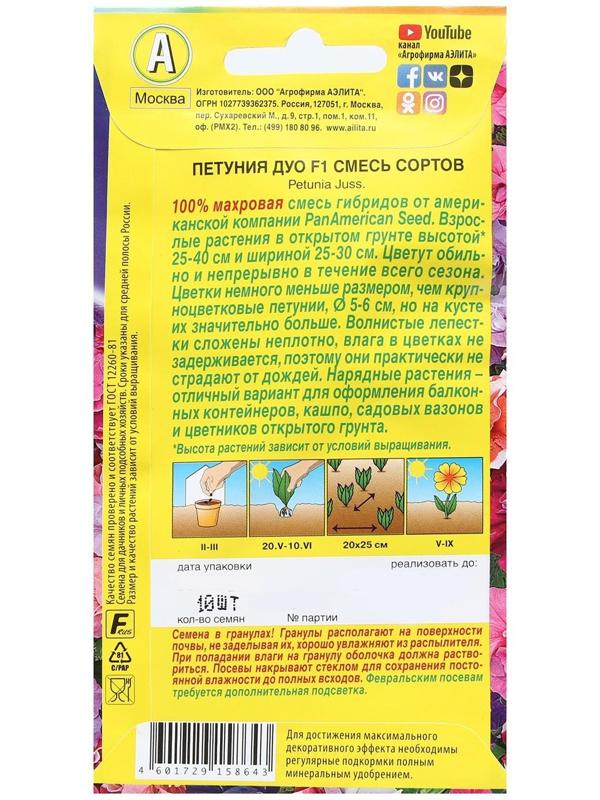 А
Москва
YouTube
канал
«Агрофирма АЭЛИТА»
Изготовитель: ООО "Агрофирма АЭЛИТА".
ОГРН 1027739362375. Россия,127051, г. Москва,
пер. Сухаревский М., д.9, стр.1, пом.1, ком.11,
оф. (РМХ2). Тел.: (499) 180 80 96. www.ailita.ru
ПЕТУНИЯ ДУО F1 СМЕСЬ СОРТОВ
Petunia Juss.
100% махровая смесь гибридов от амери-
канской компании PanAmerican Seed. Взрос-
лые растения в открытом грунте высотой*
25-40 см и шириной 25-30 см. Цветут обиль-
но и непрерывно в течение всего сезона.
Цветки немного меньше размером, чем круп-
ноцветковые петунии, Ø 5-6 см, но на кусте
их значительно больше. Волнистые лепест-
ки сложены неплотно, влага в цветках не
задерживается, поэтому они практически не
страдают от дождей. Нарядные растения –
отличный вариант для оформления балкон-
ных контейнеров, кашпо, садовых вазонов
и цветников открытого грунта.
*Высота растений зависит от условий выращивания.
II-III
20.V-10.VI
20х25 см
V-IX
дата упаковки
реализовать до:
10ШТ
кол-во семян
№ партии
Семена в гранулах! Гранулы располагают на поверхности
почвы, не заделывая их, хорошо увлажняют из распылителя.
При попадании влаги на гранулу оболочка должна раство-
риться. Посевы накрывают стеклом для сохранения посто-
янной влажности до полных всходов. Февральским посевам
требуется дополнительная подсветка.
Для достижения максимального
декоративного эффекта необходимы
регулярные подкормки полным
минеральным удобрением.
4 601729 158643
Качество семян проверено и соответствует ГОСТ 12260-81
Семена для дачников и личных подсобных хозяйств. Сроки указаны для средней полосы России.
Размер и качество растений зависит от условий выращивания.
F
81
C/PAP